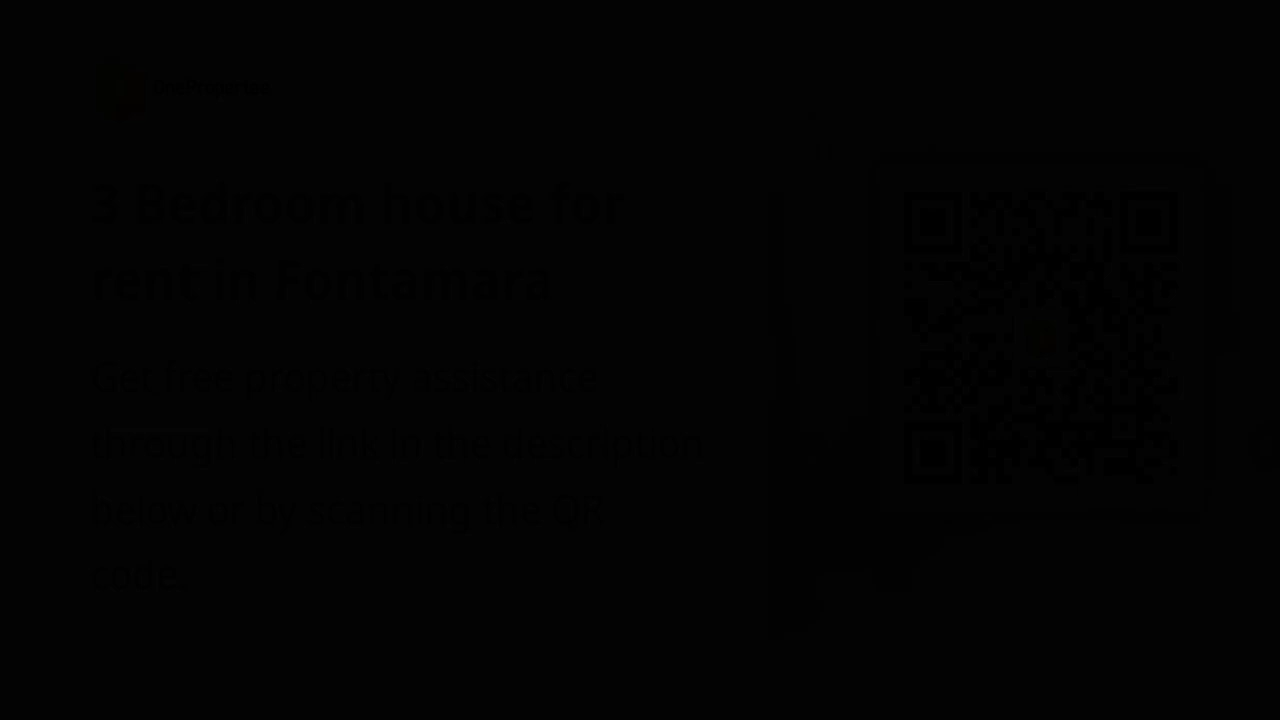 OneProperties
3 Bedroom house for
rent in Fontamara
Get free property assistance
through the link in the description
below or by scanning the QR
code.